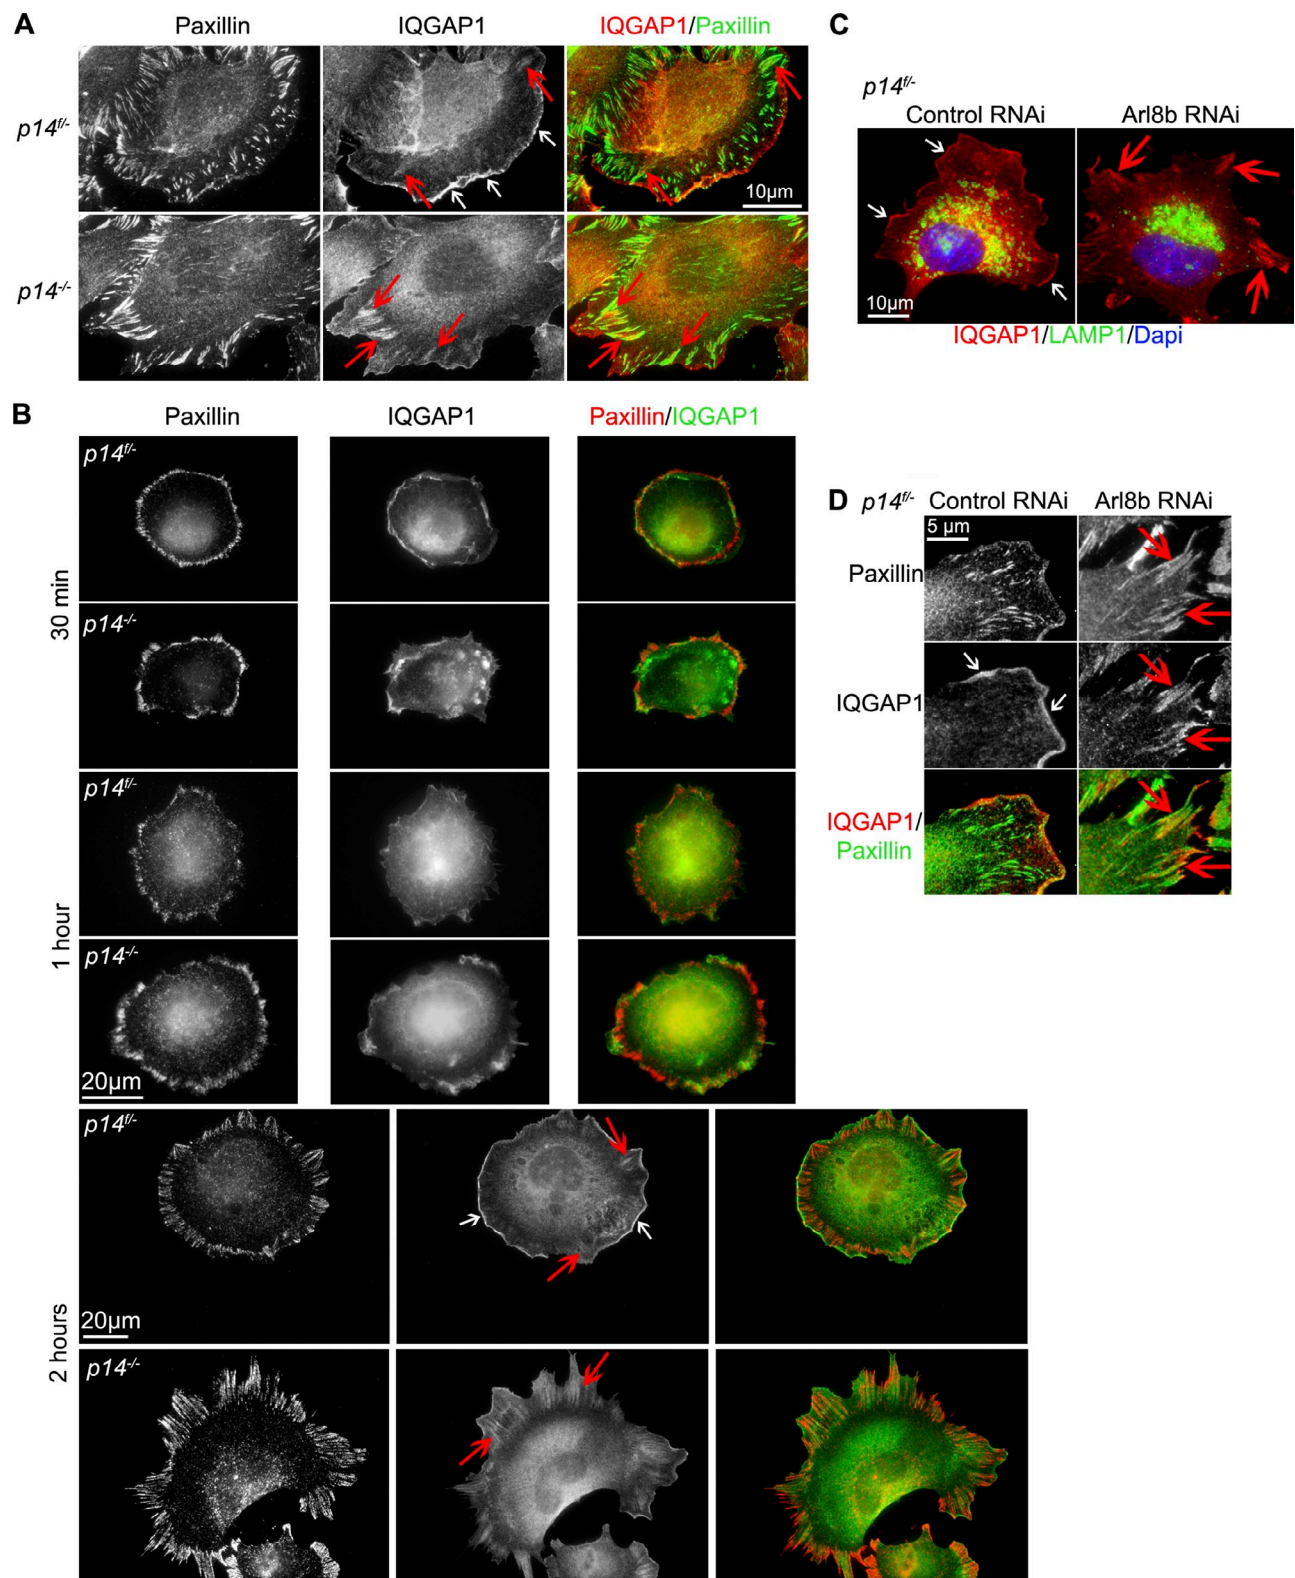 A Paxillin IQGAP1 IQGAP1/Paxillin
p14f/-
10µm
p14-/-
C
p14f/-
Control RNAi Arl8b RNAi
10µm
IQGAP1/LAMP1/Dapi
B Paxillin IQGAP1 Paxillin/IQGAP1
30 min
p14f/-
p14-/-
1 hour
p14f/-
p14-/-
20µm
2 hours
p14f/-
20µm
p14-/-
D p14f/- Control RNAi Arl8b RNAi
5 µm
Paxillin
IQGAP1
IQGAP1/
Paxillin